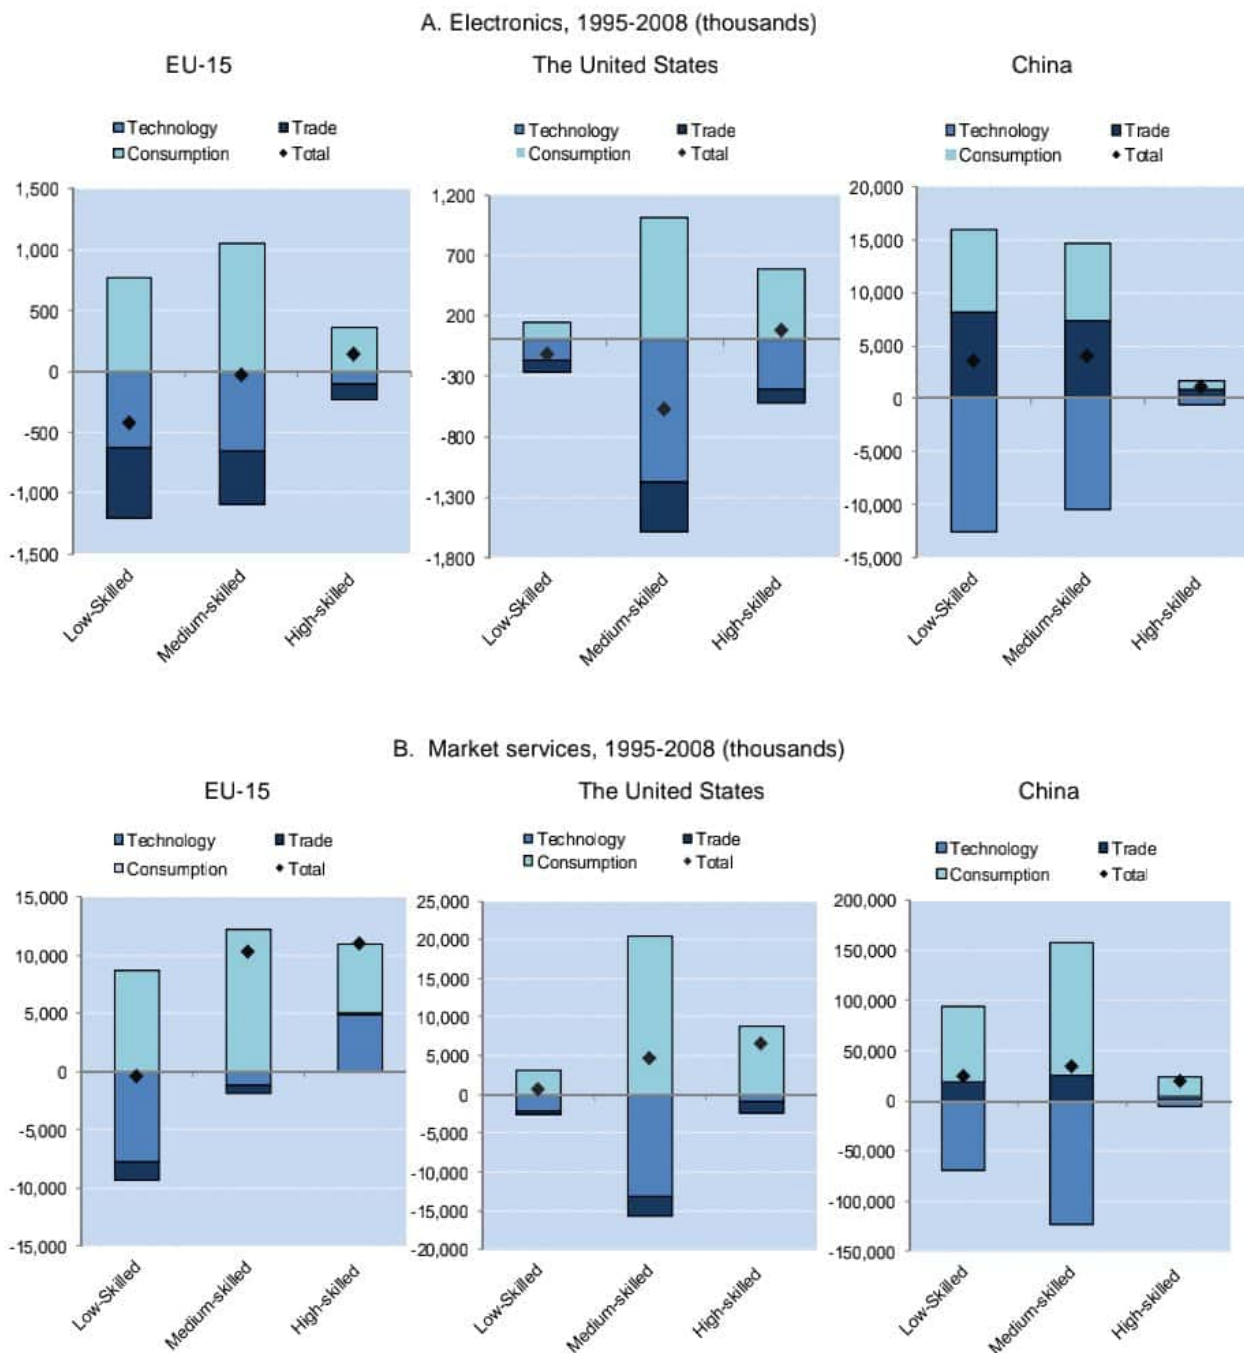 A. Electronics, 1995-2008 (thousands)
EU-15
The United States
China
Technology Trade
Consumption Total
Technology Trade
Consumption Total
Technology Trade
Consumption Total
1,500
1,000
500
0
-500
-1,000
-1,500
Low-Skilled
Medium-skilled
High-skilled
1,200
700
200
-300
-800
-1,300
-1,800
Low-Skilled
Medium-skilled
High-skilled
20,000
15,000
10,000
5,000
0
-5,000
-10,000
-15,000
Low-Skilled
Medium-skilled
High-skilled
B. Market services, 1995-2008 (thousands)
EU-15
The United States
China
Technology Trade
Consumption Total
Technology Trade
Consumption Total
Technology Trade
Consumption Total
15,000
10,000
5,000
0
-5,000
-10,000
-15,000
Low-Skilled
Medium-skilled
High-skilled
25,000
20,000
15,000
10,000
5,000
0
-5,000
-10,000
-15,000
-20,000
Low-Skilled
Medium-skilled
High-skilled
200,000
150,000
100,000
50,000
0
-50,000
-100,000
-150,000
Low-Skilled
Medium-skilled
High-skilled